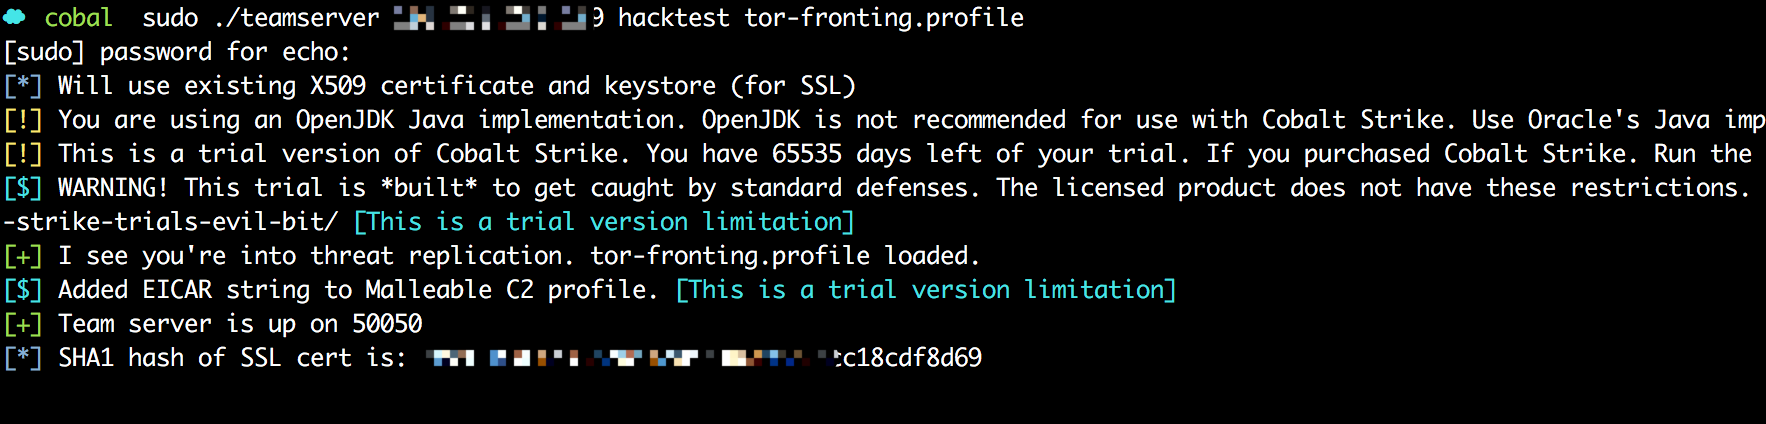 cobal sudo ./teamserver 9 hacktest tor-fronting.profile
[sudo] password for echo:
[*] Will use existing X509 certificate and keystore (for SSL)
[!] You are using an OpenJDK Java implementation. OpenJDK is not recommended for use with Cobalt Strike. Use Oracle's Java imp
[!] This is a trial version of Cobalt Strike. You have 65535 days left of your trial. If you purchased Cobalt Strike. Run the
[$] WARNING! This trial is *built* to get caught by standard defenses. The licensed product does not have these restrictions.
-strike-trials-evil-bit/ [This is a trial version limitation]
[+] I see you're into threat replication. tor-fronting.profile loaded.
[$] Added EICAR string to Malleable C2 profile. [This is a trial version limitation]
[+] Team server is up on 50050
[*] SHA1 hash of SSL cert is: c18cdf8d69